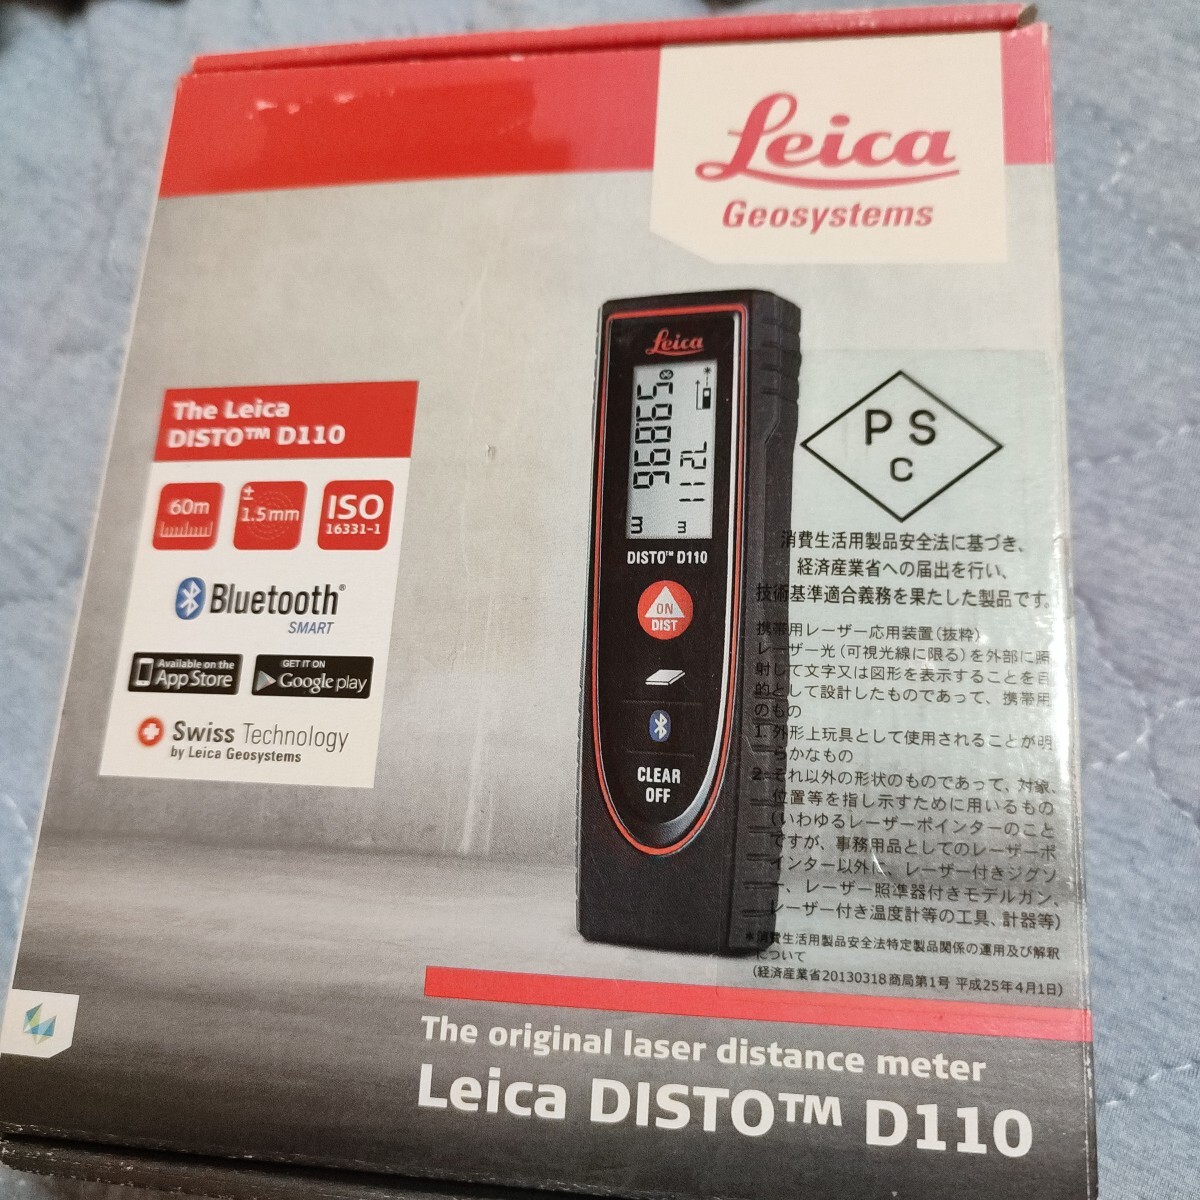 Leica
Geosystems
The Leica
DISTO™ D110
60m
± 1.5mm
ISO
16331-1
Bluetooth®
SMART
Available on the
App Store
GET IT ON
Google play
Swiss Technology
by Leica Geosystems
Leica
DISTO™ D110
ON
DIST
CLEAR
OFF
P S
C
消費生活用製品安全法に基づき、
経済産業省への届出を行い、
技術基準適合義務を果たした製品です。
携帯用レーザー応用装置(抜粋)
レーザー光(可視光線に限る)を外部に照
射して文字又は図形を表示することを目
的として設計したものであって、携帯用
のもの
1. 外形上玩具として使用されることが明
らかなもの
2. それ以外の形状のものであって、対象、
位置等を指し示すために用いるもの
(いわゆるレーザーポインターのこと
ですが、事務用品としてのレーザーポ
インター以外に、レーザー付きジグソ
ー、レーザー照準器付きモデルガン、
レーザー付き温度計等の工具、計器等)
*消費生活用製品安全法特定製品関係の運用及び解釈
について
(経済産業省20130318商局第1号 平成25年4月1日)
The original laser distance meter
Leica DISTO™ D110